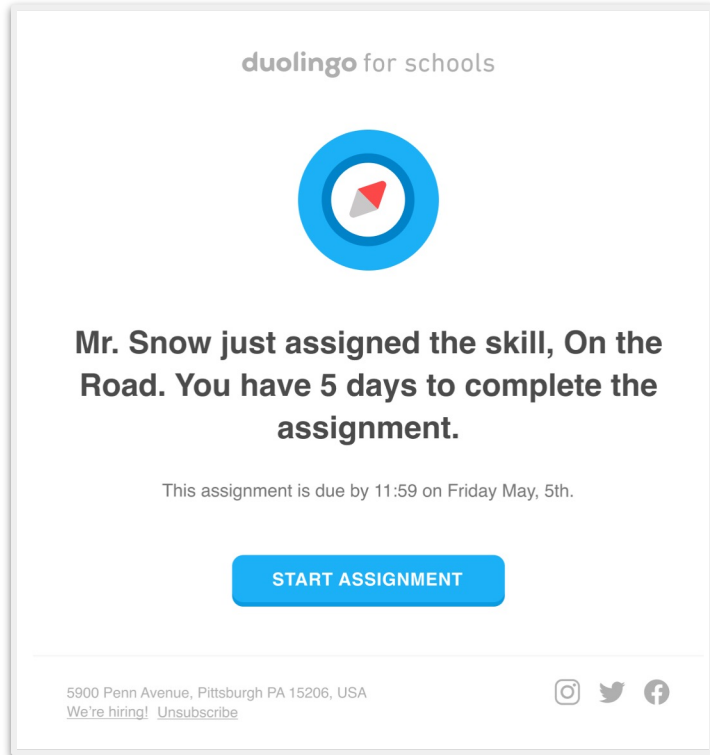 duolingo for schools
Mr. Snow just assigned the skill, On the
Road. You have 5 days to complete the
assignment.
This assignment is due by 11:59 on Friday May, 5th.
START ASSIGNMENT
5900 Penn Avenue, Pittsburgh PA 15206, USA
We're hiring! Unsubscribe